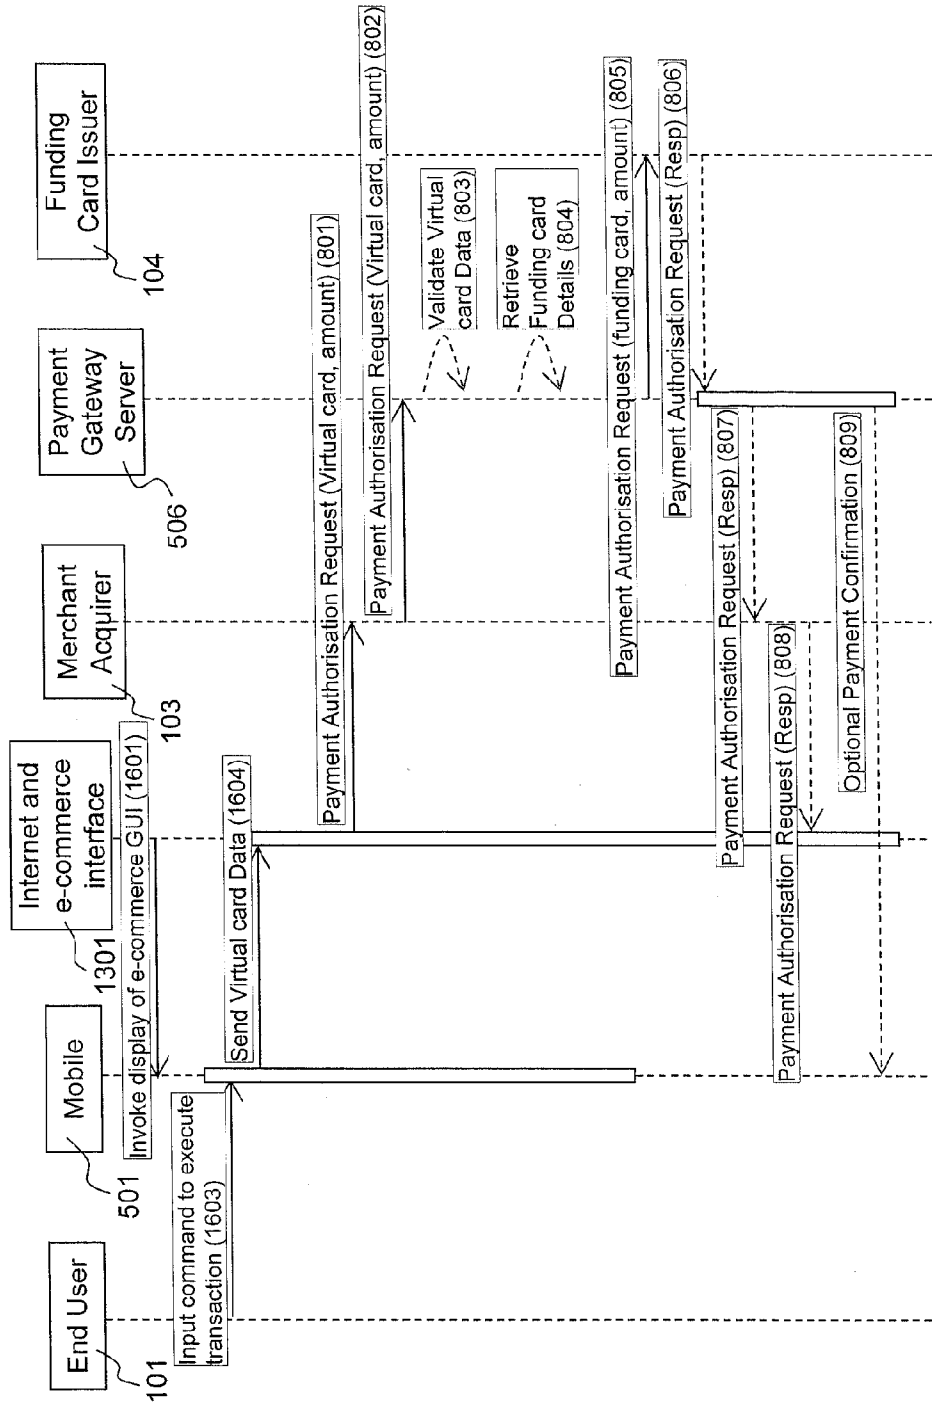 End User
101
Mobile
501
Internet and
e-commerce
interface
1301
Merchant
Acquirer
103
Payment
Gateway
Server
506
Funding
Card Issuer
104
Invoke display of e-commerce GUI (1601)
Input command to execute
transaction (1603)
Send Virtual card Data (1604)
Payment Authorisation Request (Virtual card, amount) (801)
Payment Authorisation Request (Virtual card, amount) (802)
Validate Virtual
card Data (803)
Retrieve
Funding card
Details (804)
Payment Authorisation Request (funding card, amount) (805)
Payment Authorisation Request (Resp) (806)
Payment Authorisation Request (Resp) (807)
Payment Authorisation Request (Resp) (808)
Optional Payment Confirmation (809)